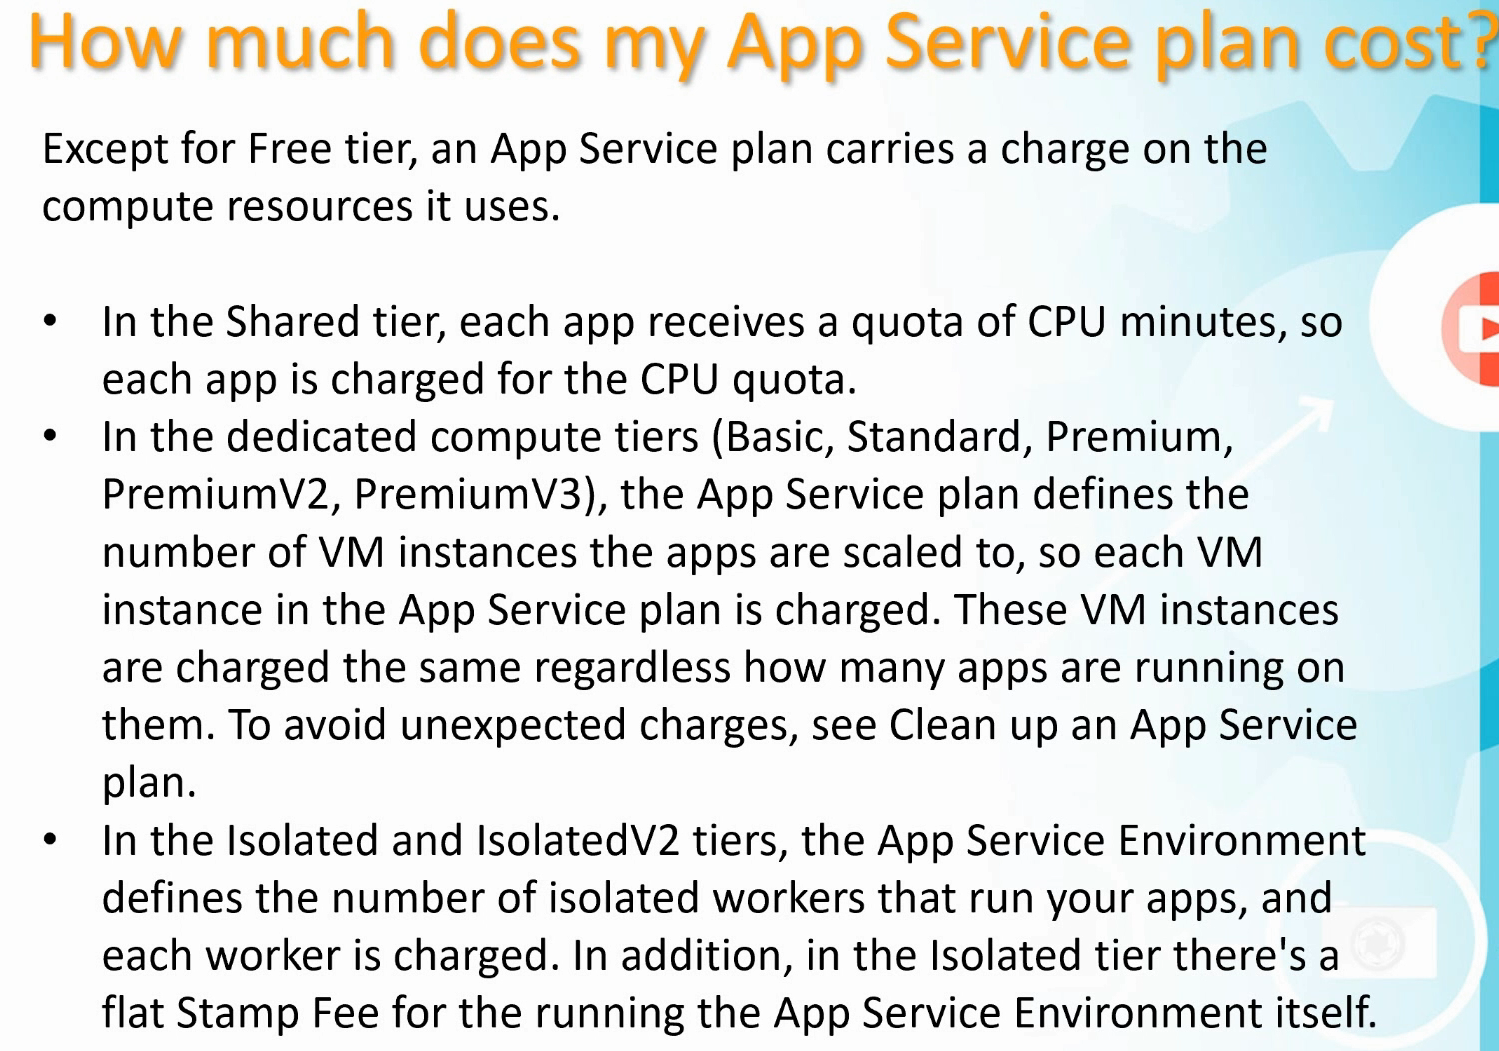 How much does my App Service plan cost?
Except for Free tier, an App Service plan carries a charge on the
compute resources it uses.
• In the Shared tier, each app receives a quota of CPU minutes, so
each app is charged for the CPU quota.
• In the dedicated compute tiers (Basic, Standard, Premium,
PremiumV2, PremiumV3), the App Service plan defines the
number of VM instances the apps are scaled to, so each VM
instance in the App Service plan is charged. These VM instances
are charged the same regardless how many apps are running on
them. To avoid unexpected charges, see Clean up an App Service
plan.
• In the Isolated and IsolatedV2 tiers, the App Service Environment
defines the number of isolated workers that run your apps, and
each worker is charged. In addition, in the Isolated tier there's a
flat Stamp Fee for the running the App Service Environment itself.